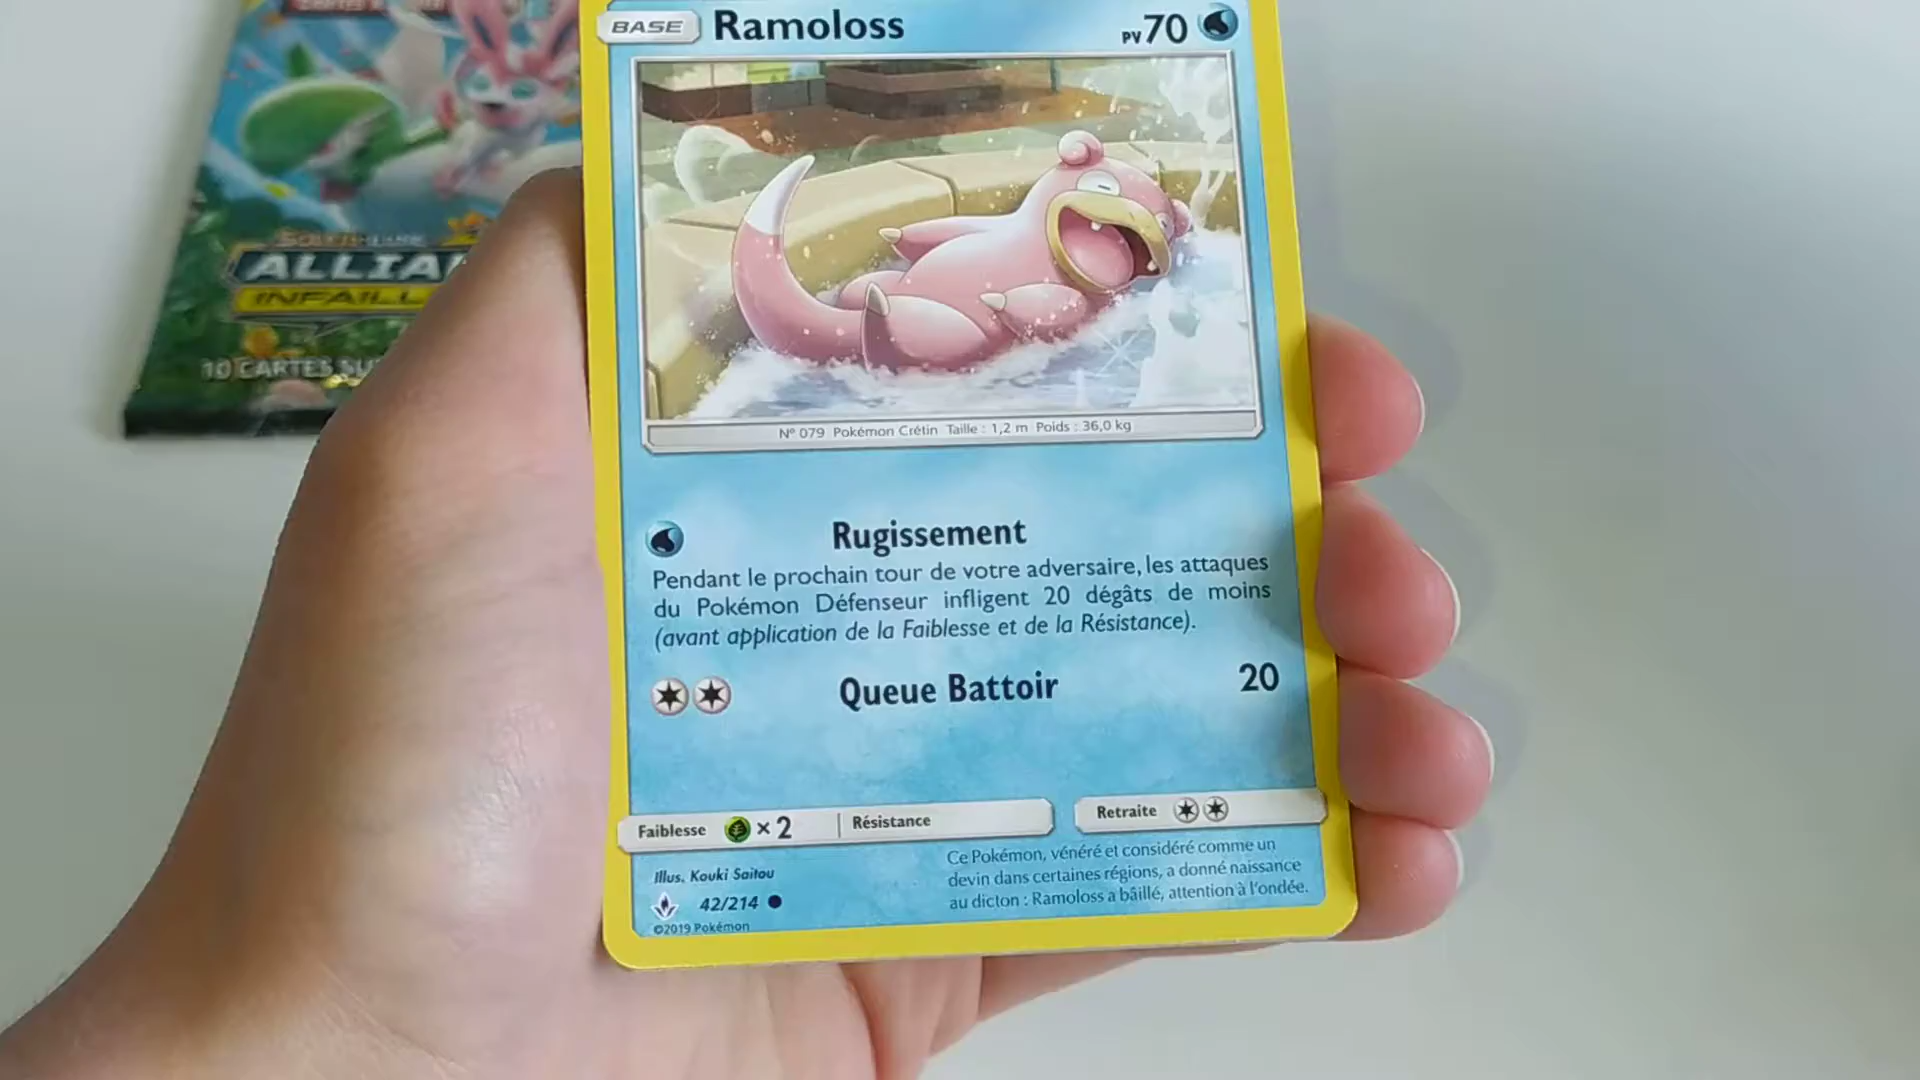 BASE Ramoloss PV70
ALLIA
INFAILL
10 CARTES SU
Nº 079 Pokémon Crétin Taille : 1,2 m Poids : 36,0 kg
Rugissement
Pendant le prochain tour de votre adversaire, les attaques
du Pokémon Défenseur infligent 20 dégâts de moins
(avant application de la Faiblesse et de la Résistance).
Queue Battoir 20
Faiblesse ×2 Résistance Retraite
Illus. Kouki Saitou
42/214
©2019 Pokémon
Ce Pokémon, vénéré et considéré comme un
devin dans certaines régions, a donné naissance
au dicton : Ramoloss a bâillé, attention à l'ondée.